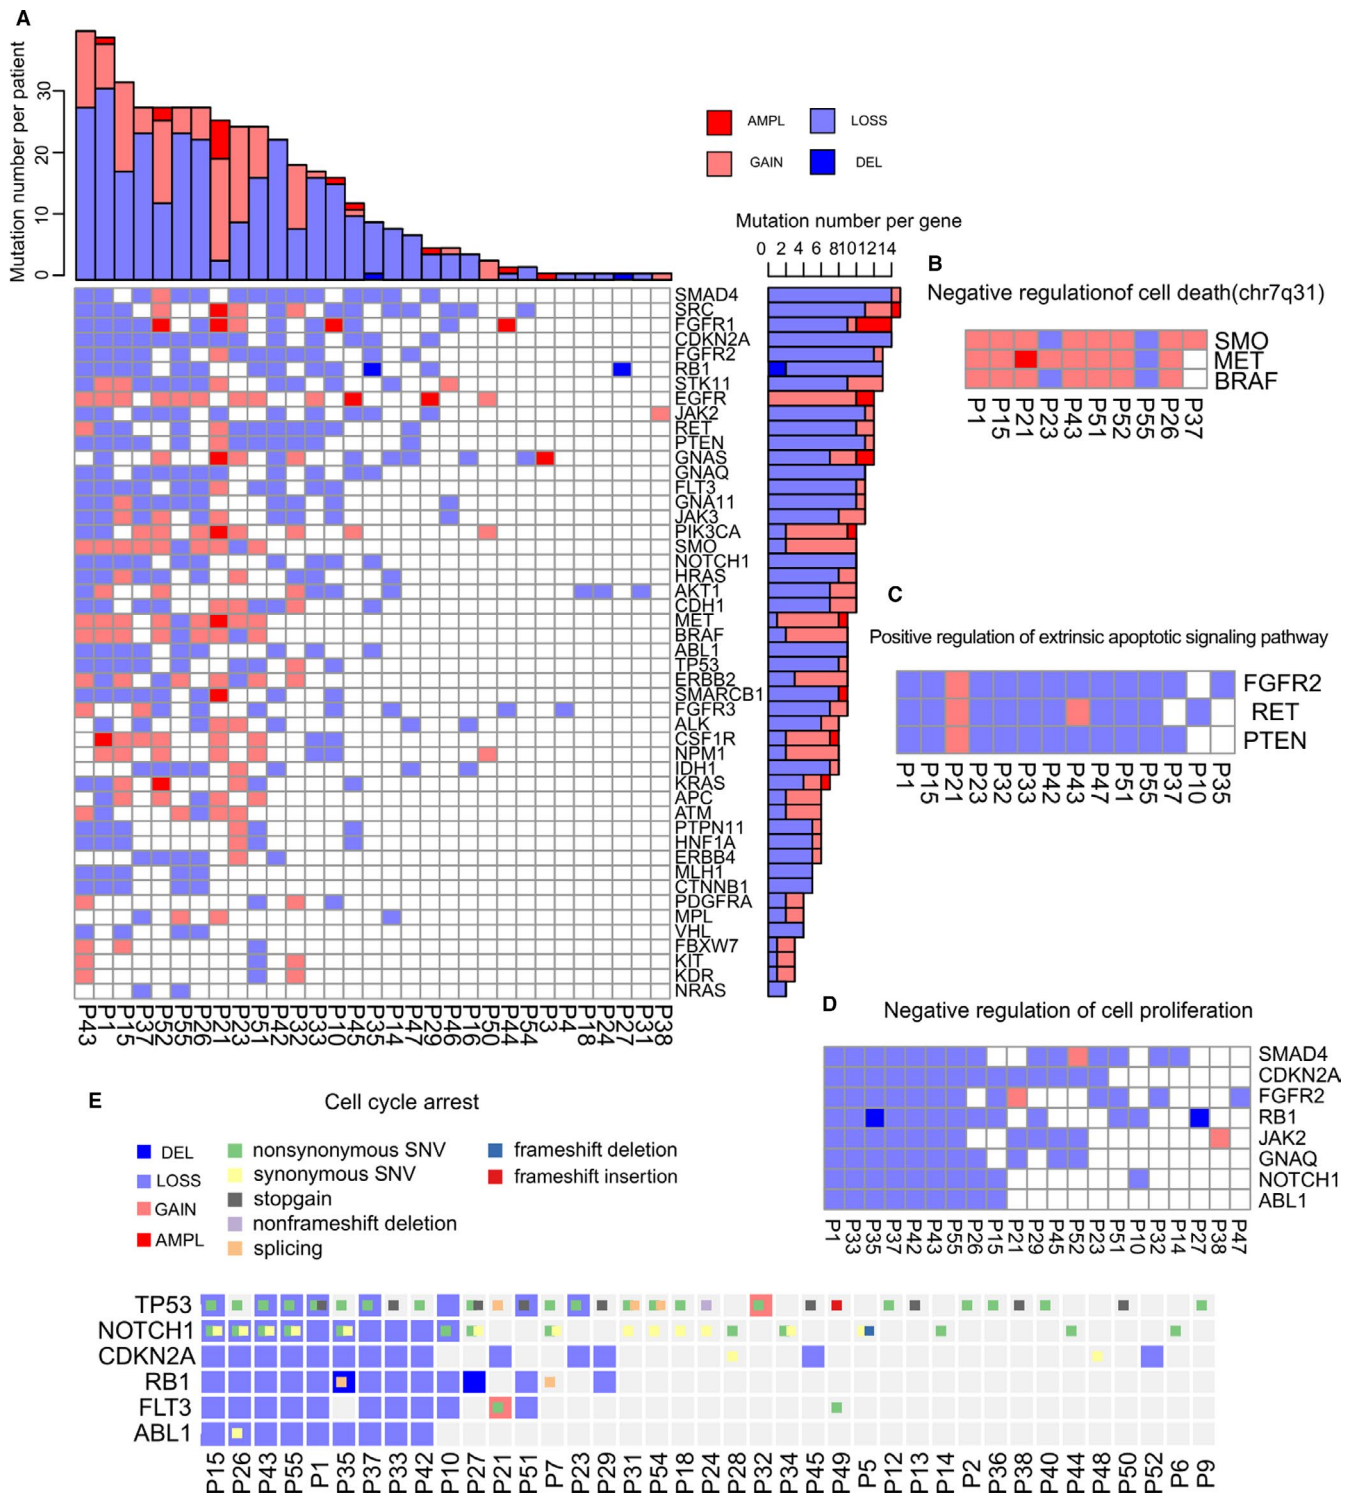 A
Mutation number per patient
0 10 20 30
AMPL LOSS
GAIN DEL
Mutation number per gene
0 2 4 6 8 10 12 14
SMAD4
SRC
FGFR1
CDKN2A
FGFR2
RB1
STK11
EGFR
JAK2
RET
PTEN
GNAS
GNAQ
FLT3
GNA11
JAK3
PIK3CA
SMO
NOTCH1
HRAS
AKT1
CDH1
MET
BRAF
ABL1
TP53
ERBB2
SMARCB1
FGFR3
ALK
CSF1R
NPM1
IDH1
KRAS
APC
ATM
PTPN11
HNF1A
ERBB4
MLH1
CTNNB1
PDGFRA
MPL
VHL
FBXW7
KIT
KDR
NRAS
P43 P1 P15 P37 P52 P55 P26 P21 P23 P51 P42 P32 P33 P10 P45 P35 P14 P47 P29 P46 P16 P50 P44 P54 P3 P4 P18 P24 P27 P31 P38
B
Negative regulationof cell death(chr7q31)
SMO
MET
BRAF
P1 P15 P21 P23 P43 P51 P52 P55 P26 P37
C
Positive regulation of extrinsic apoptotic signaling pathway
FGFR2
RET
PTEN
P1 P15 P21 P23 P32 P33 P42 P43 P47 P51 P55 P37 P10 P35
D
Negative regulation of cell proliferation
SMAD4
CDKN2A
FGFR2
RB1
JAK2
GNAQ
NOTCH1
ABL1
P1 P33 P35 P37 P42 P43 P55 P26 P15 P21 P29 P45 P52 P23 P51 P10 P32 P14 P27 P38 P47
E
Cell cycle arrest
DEL
LOSS
GAIN
AMPL
nonsynonymous SNV
synonymous SNV
stopgain
nonframeshift deletion
splicing
frameshift deletion
frameshift insertion
TP53
NOTCH1
CDKN2A
RB1
FLT3
ABL1
P15 P26 P43 P55 P1 P35 P37 P33 P42 P10 P27 P21 P51 P7 P23 P29 P31 P54 P18 P24 P28 P32 P34 P45 P49 P5 P12 P13 P14 P2 P36 P38 P40 P44 P48 P50 P52 P6 P9